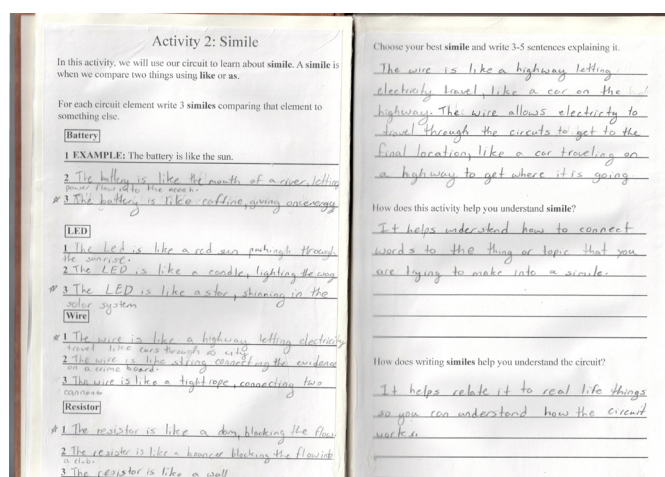 Activity 2: Simile
In this activity, we will use our circuit to learn about simile. A simile is
when we compare two things using like or as.
For each circuit element write 3 similes comparing that element to
something else.
Battery
1 EXAMPLE: The battery is like the sun.
2 The battery is like the mouth of a river, letting
power flow into the ocean.
3 The battery is like caffine, giving energy
LED
1 The Led is like a red sun through
the sunrise.
2 The LED is like a candle, lighting the way
3 The LED is like a star, shinning in the
solar system
Wire
1 The wire is like a highway letting electricity
travel like cars through a city
2 The wire is like string connecting the evidence
on a crime board.
3 The wire is like a tight rope, connecting two
Resistor
1 The resistor is like a dam, blocking the flow.
2 The resister is like a bouncer blocking the flow into
a club.
3 The resistor is like a wall
Choose your best simile and write 3-5 sentences explaining it.
The wire is like a highway letting
electricity travel, like a car on the
highway. The wire allows electricty to
travel through the circuts to get to the
final location, like a car traveling on
a highway to get where it is going.
How does this activity help you understand simile?
It helps understand how to connect
words to the thing or topic that you
are trying to make into a simile.
How does writing similes help you understand the circuit?
It helps relate it to real life things
so you can understand how the circuit
works.